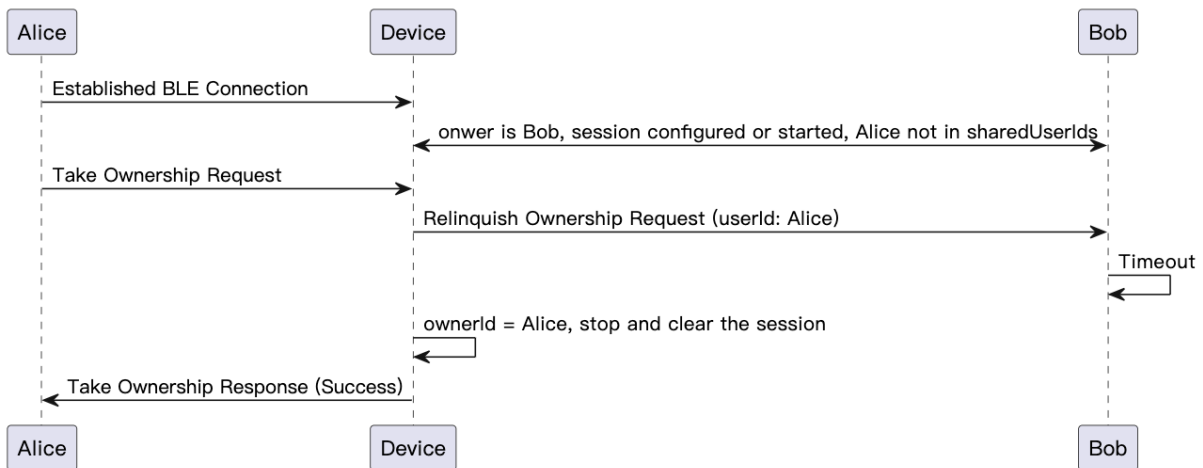 Alice Device Bob
Established BLE Connection
onwer is Bob, session configured or started, Alice not in sharedUserIds
Take Ownership Request
Relinquish Ownership Request (userId: Alice)
Timeout
ownerId = Alice, stop and clear the session
Take Ownership Response (Success)
Alice Device Bob